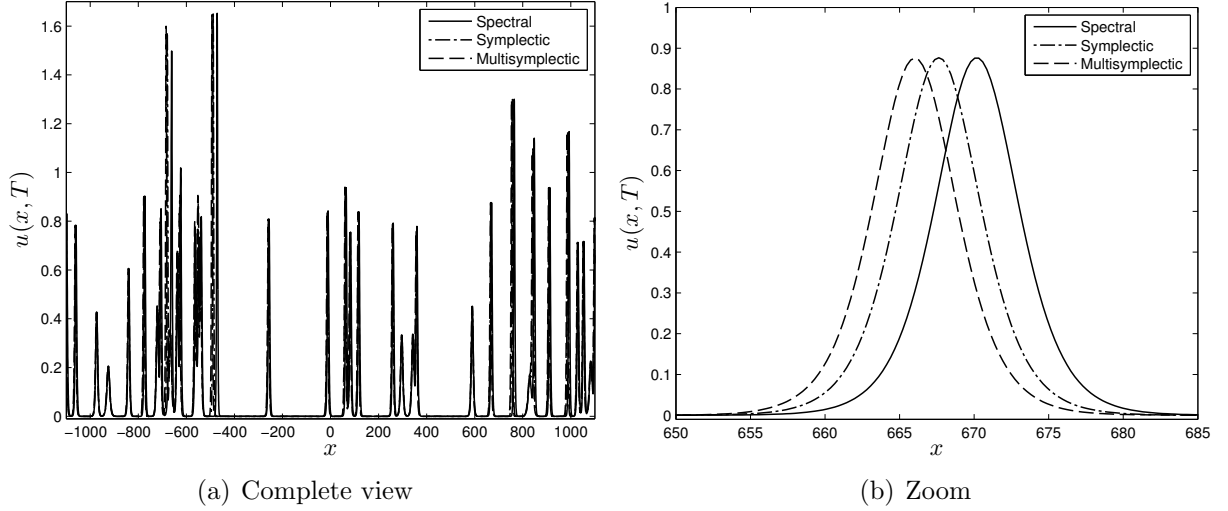 Spectral
Symplectic
Multisymplectic
1.6
1.4
1.2
1
0.8
0.6
0.4
0.2
0
u(x, T)
−1000 −800 −600 −400 −200 0 200 400 600 800 1000
x
(a) Complete view
Spectral
Symplectic
Multisymplectic
1
0.9
0.8
0.7
0.6
0.5
0.4
0.3
0.2
0.1
0
u(x, T)
650 655 660 665 670 675 680 685
x
(b) Zoom